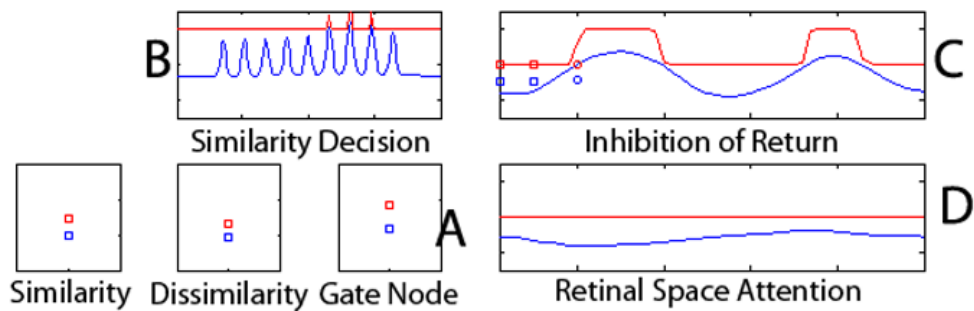 B
C
Similarity Decision
Inhibition of Return
A
D
Similarity
Dissimilarity
Gate Node
Retinal Space Attention